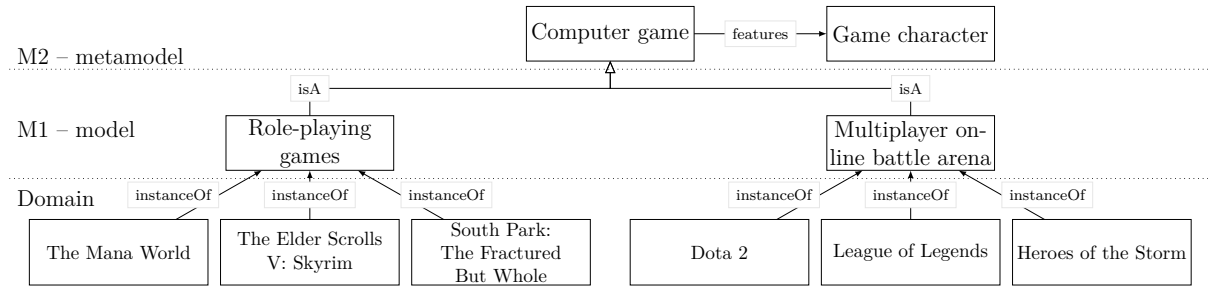 Computer game
features
Game character
M2 – metamodel
isA
isA
M1 – model
Role-playing
games
Multiplayer on-
line battle arena
Domain
instanceOf
instanceOf
instanceOf
instanceOf
instanceOf
instanceOf
The Mana World
The Elder Scrolls
V: Skyrim
South Park:
The Fractured
But Whole
Dota 2
League of Legends
Heroes of the Storm